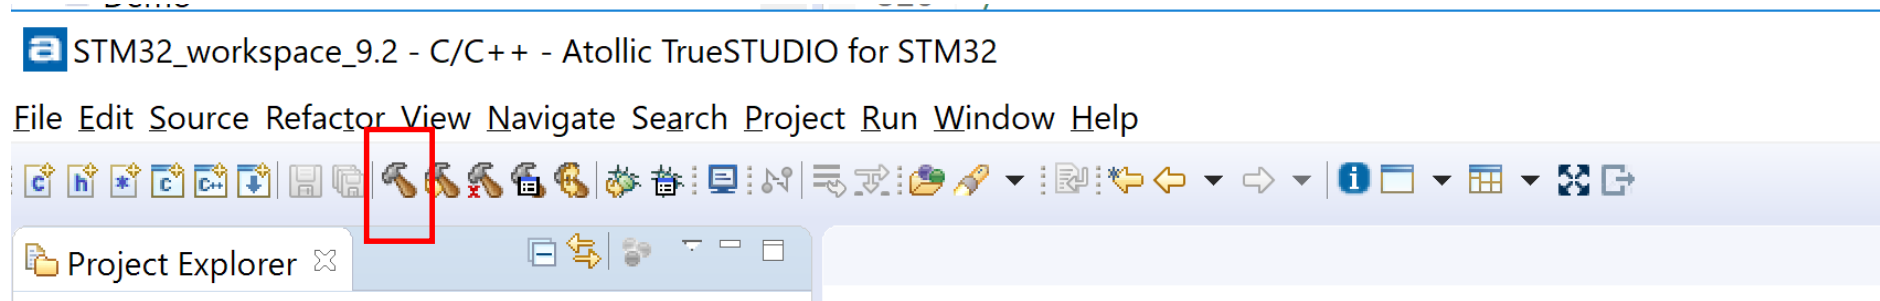 STM32_workspace_9.2 - C/C++ - Atollic TrueSTUDIO for STM32
File Edit Source Refactor View Navigate Search Project Run Window Help
Project Explorer